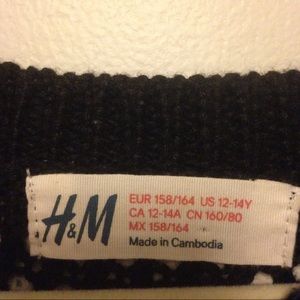 H&M
EUR 158/164 US 12-14Y
CA 12-14A CN 160/80
MX 158/164
Made in Cambodia